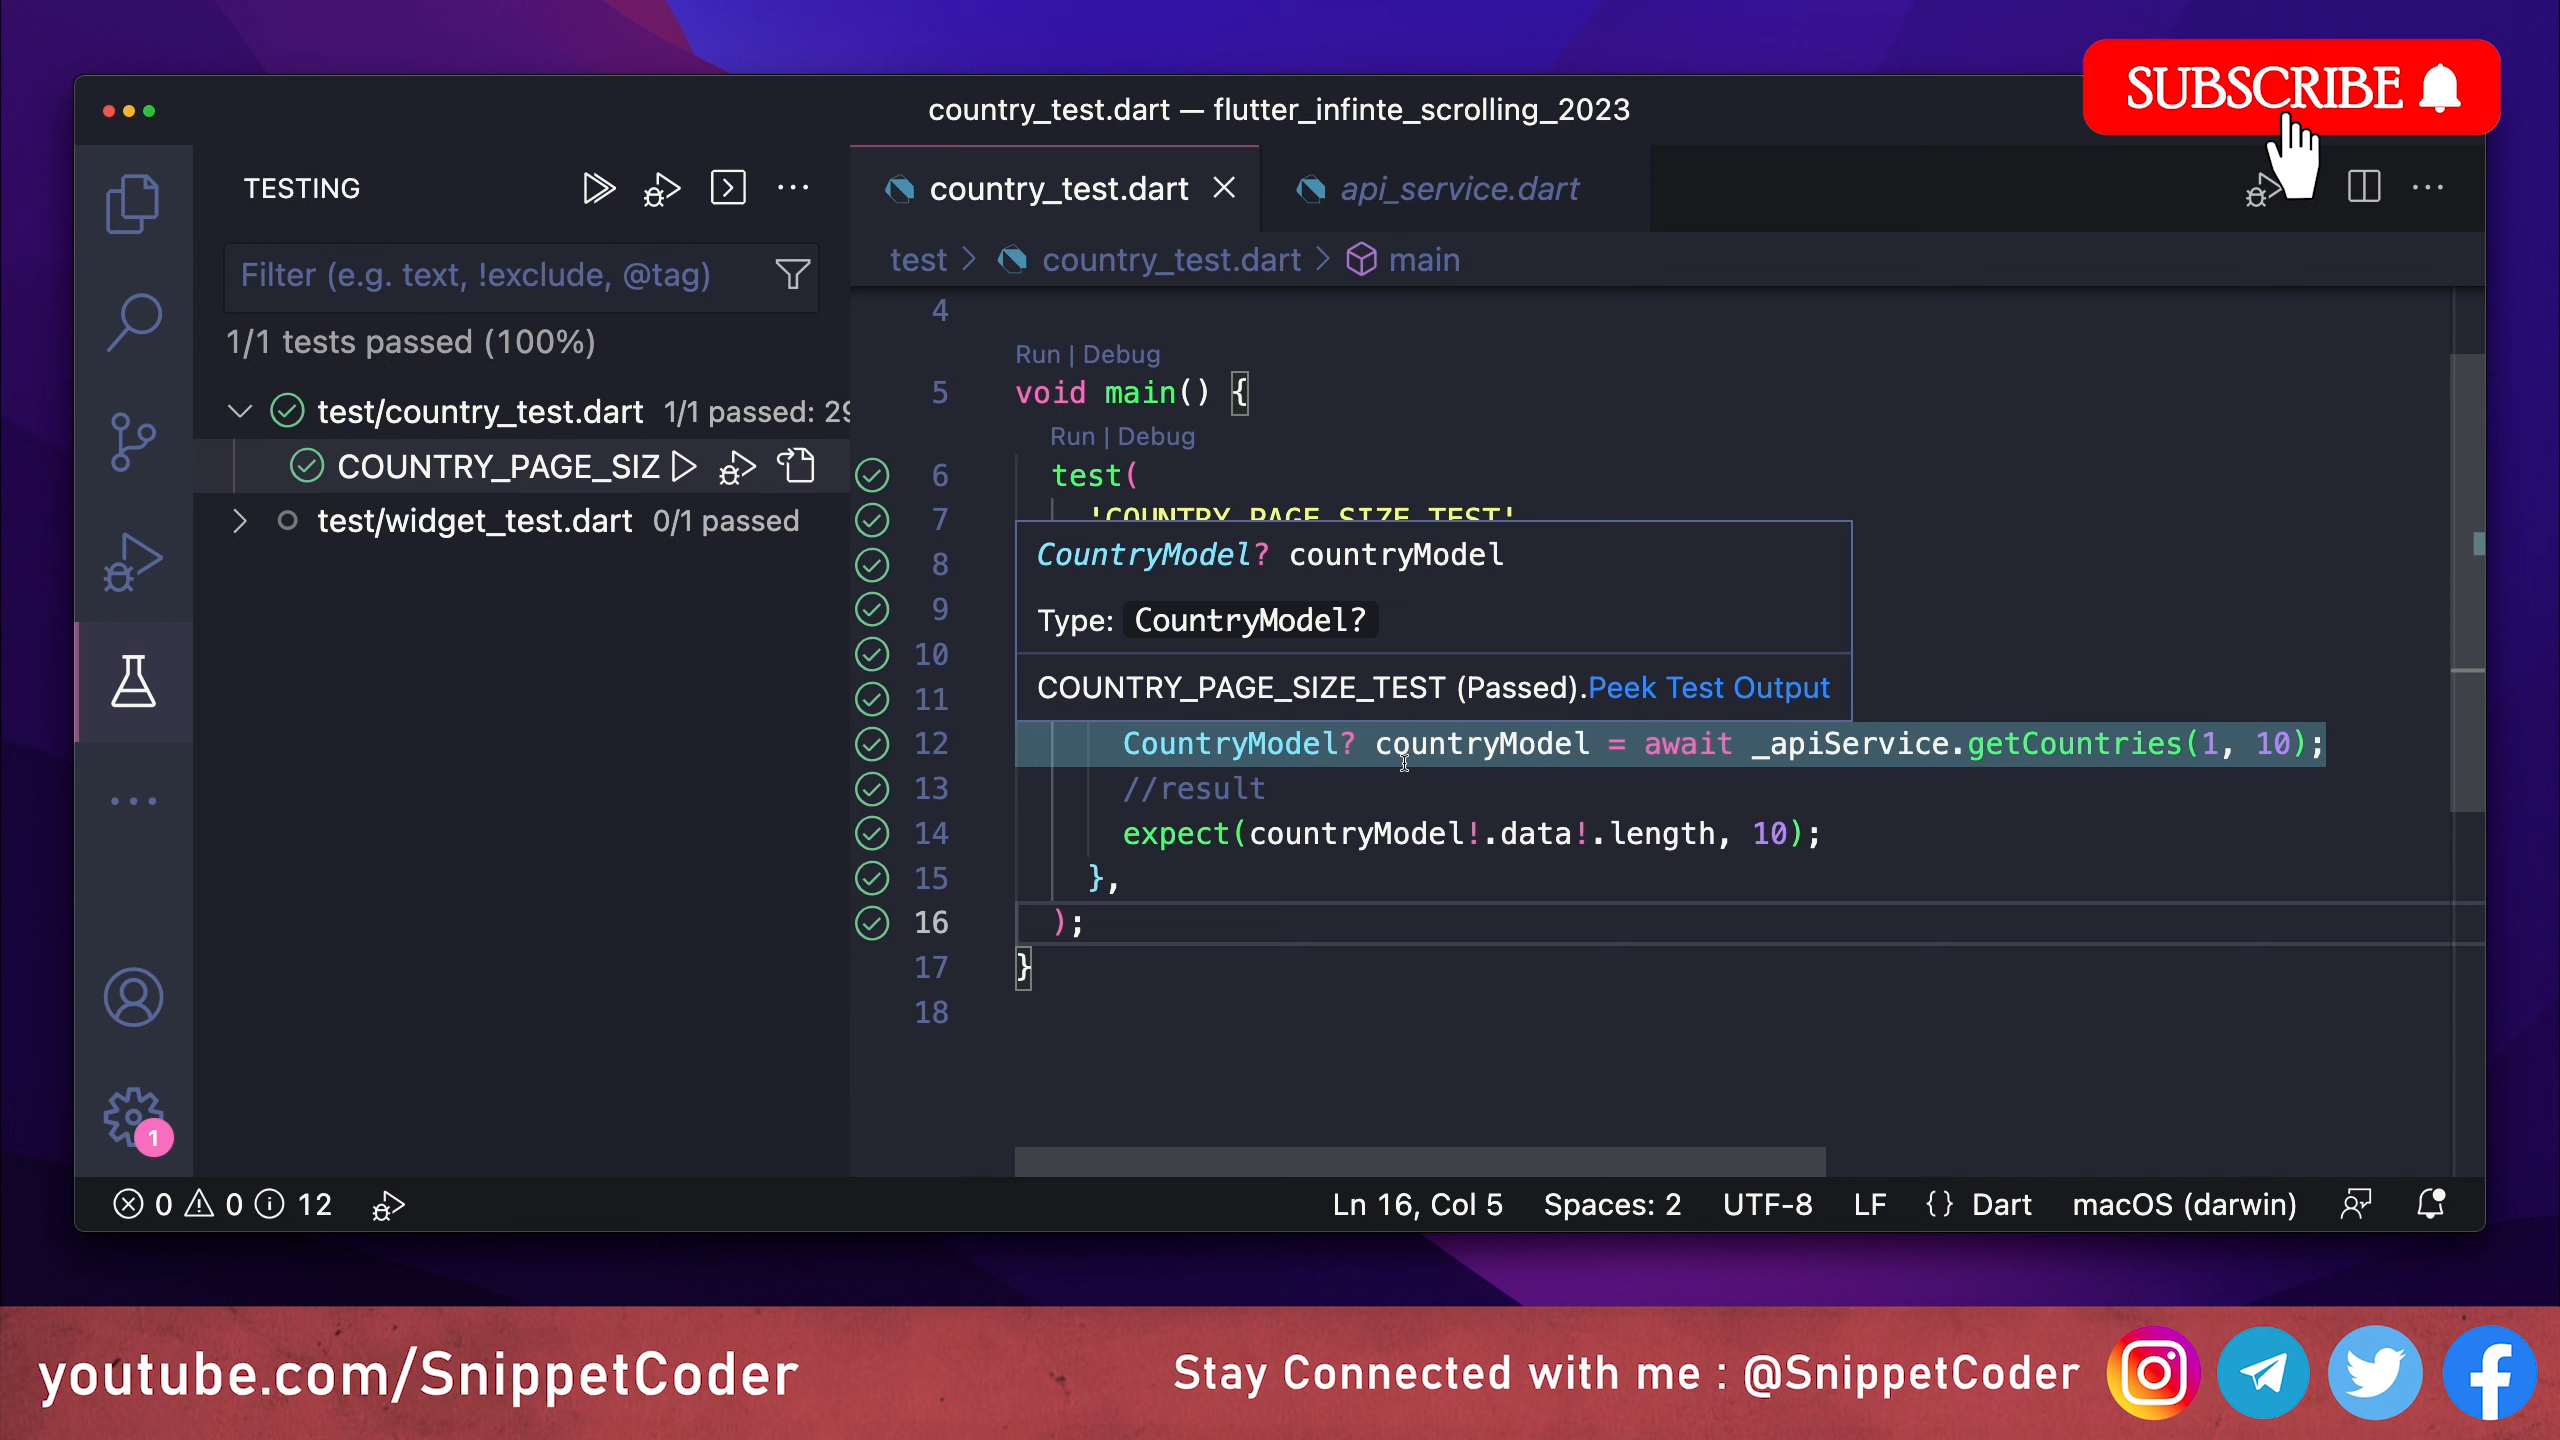 SUBSCRIBE
country_test.dart — flutter_infinte_scrolling_2023
TESTING
Filter (e.g. text, !exclude, @tag)
1/1 tests passed (100%)
test/country_test.dart 1/1 passed: 29
COUNTRY_PAGE_SIZ
test/widget_test.dart 0/1 passed
country_test.dart
api_service.dart
test > country_test.dart > main
4
Run | Debug
5 void main() {
Run | Debug
6 test(
7 'COUNTRY_PAGE_SIZE_TEST'
8
9
10
11
CountryModel? countryModel
Type: CountryModel?
COUNTRY_PAGE_SIZE_TEST (Passed).Peek Test Output
12 CountryModel? countryModel = await _apiService.getCountries(1, 10);
13 //result
14 expect(countryModel!.data!.length, 10);
15 },
16 );
17 }
18
1
0 0 12
Ln 16, Col 5 Spaces: 2 UTF-8 LF {} Dart macOS (darwin)
youtube.com/SnippetCoder
Stay Connected with me : @SnippetCoder